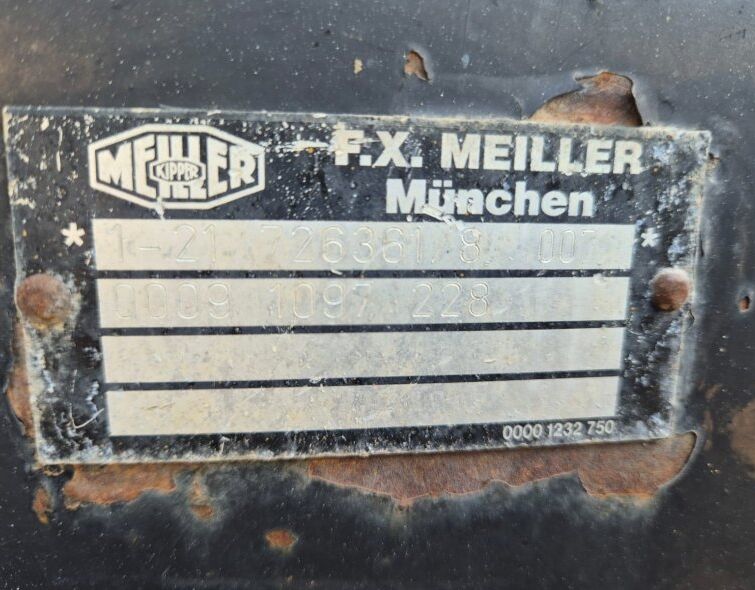 MEILLER
KIPPER
F.X. MEILLER
München
* 1-21 726361/8 007 *
0009 1097 228
0000 1232 750